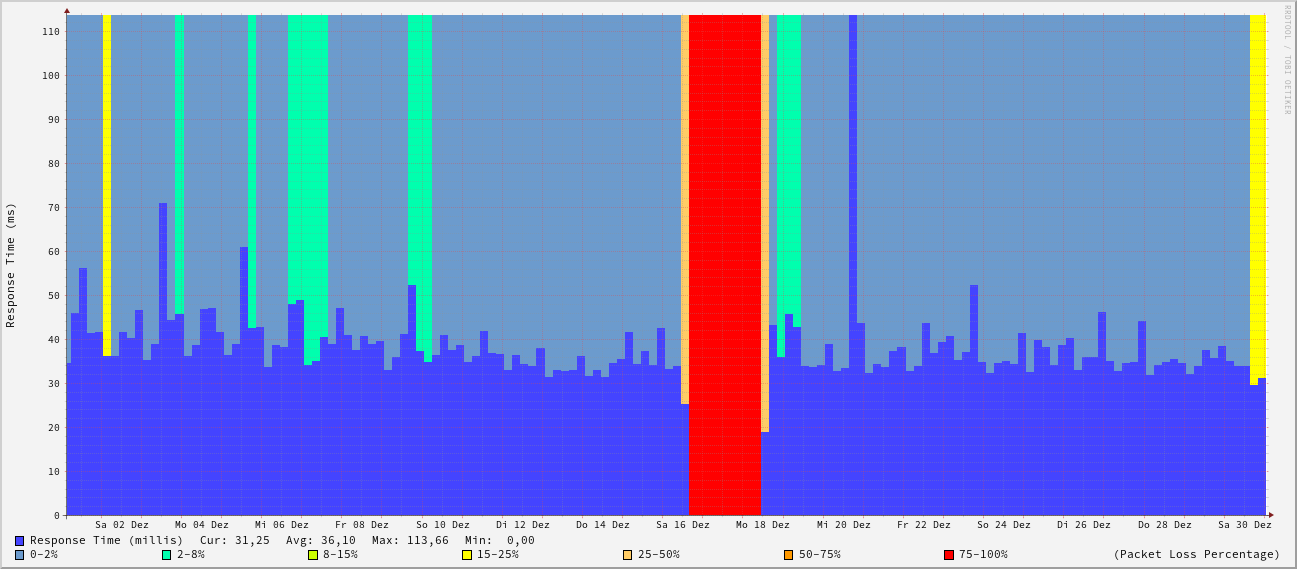 RRDTOOL / TOBI OETIKER
Response Time (ms)
110
100
90
80
70
60
50
40
30
20
10
0
Sa 02 Dez Mo 04 Dez Mi 06 Dez Fr 08 Dez So 10 Dez Di 12 Dez Do 14 Dez Sa 16 Dez Mo 18 Dez Mi 20 Dez Fr 22 Dez So 24 Dez Di 26 Dez Do 28 Dez Sa 30 Dez
Response Time (millis) Cur: 31,25 Avg: 36,10 Max: 113,66 Min: 0,00
0-2% 2-8% 8-15% 15-25% 25-50% 50-75% 75-100% (Packet Loss Percentage)